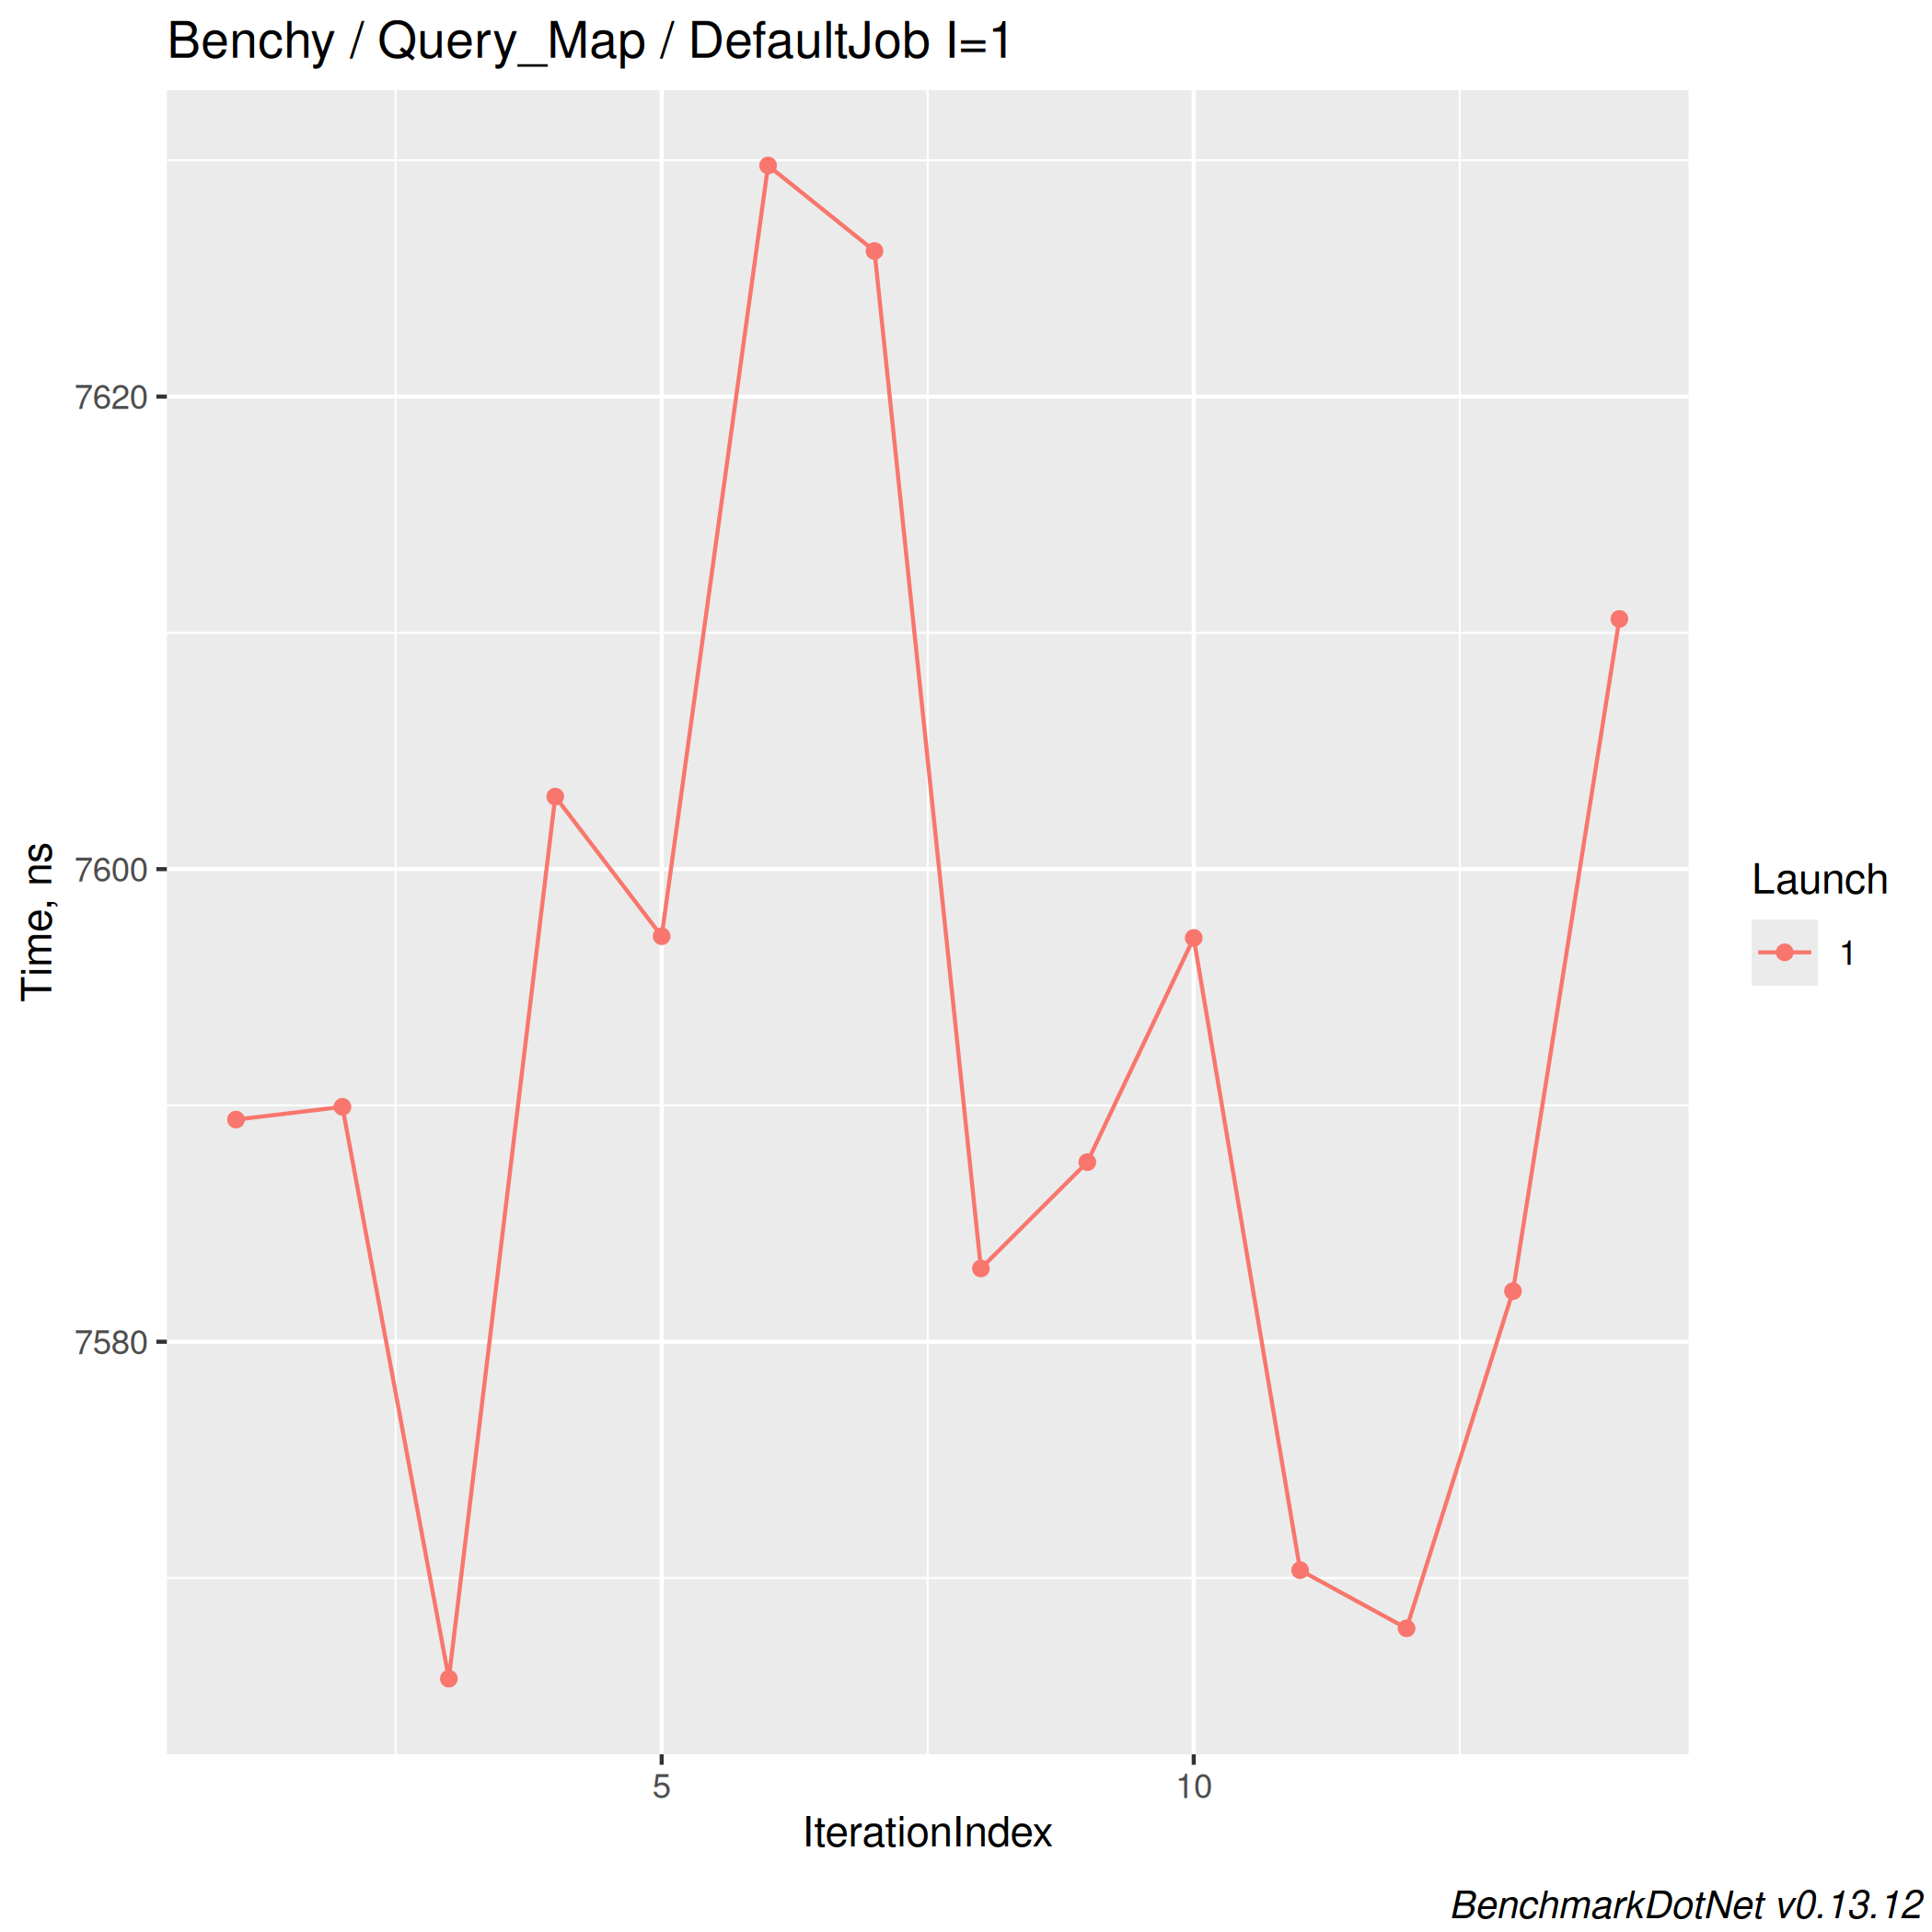 Benchy / Query_Map / DefaultJob I=1
Time, ns
7620
7600
7580
5
10
IterationIndex
Launch
1
BenchmarkDotNet v0.13.12